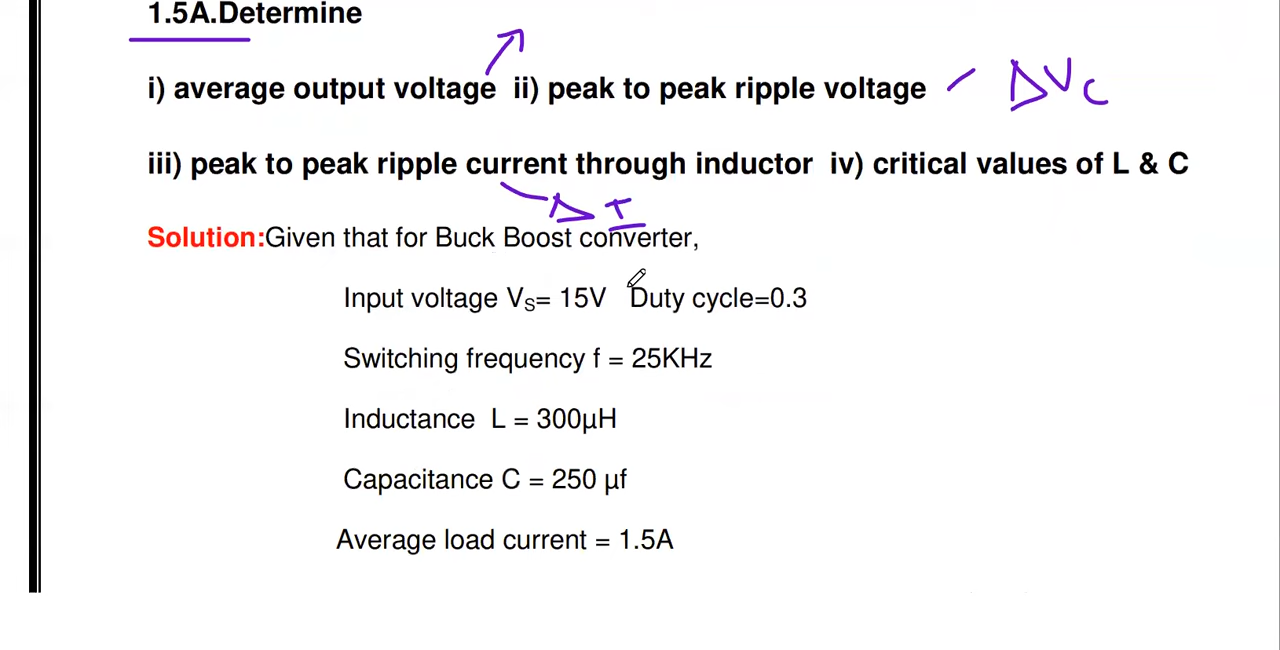 1.5A.Determine
i) average output voltage ii) peak to peak ripple voltage ΔVc
iii) peak to peak ripple current through inductor iv) critical values of L & C
ΔI
Solution:Given that for Buck Boost converter,
Input voltage VS= 15V Duty cycle=0.3
Switching frequency f = 25KHz
Inductance L = 300µH
Capacitance C = 250 µf
Average load current = 1.5A